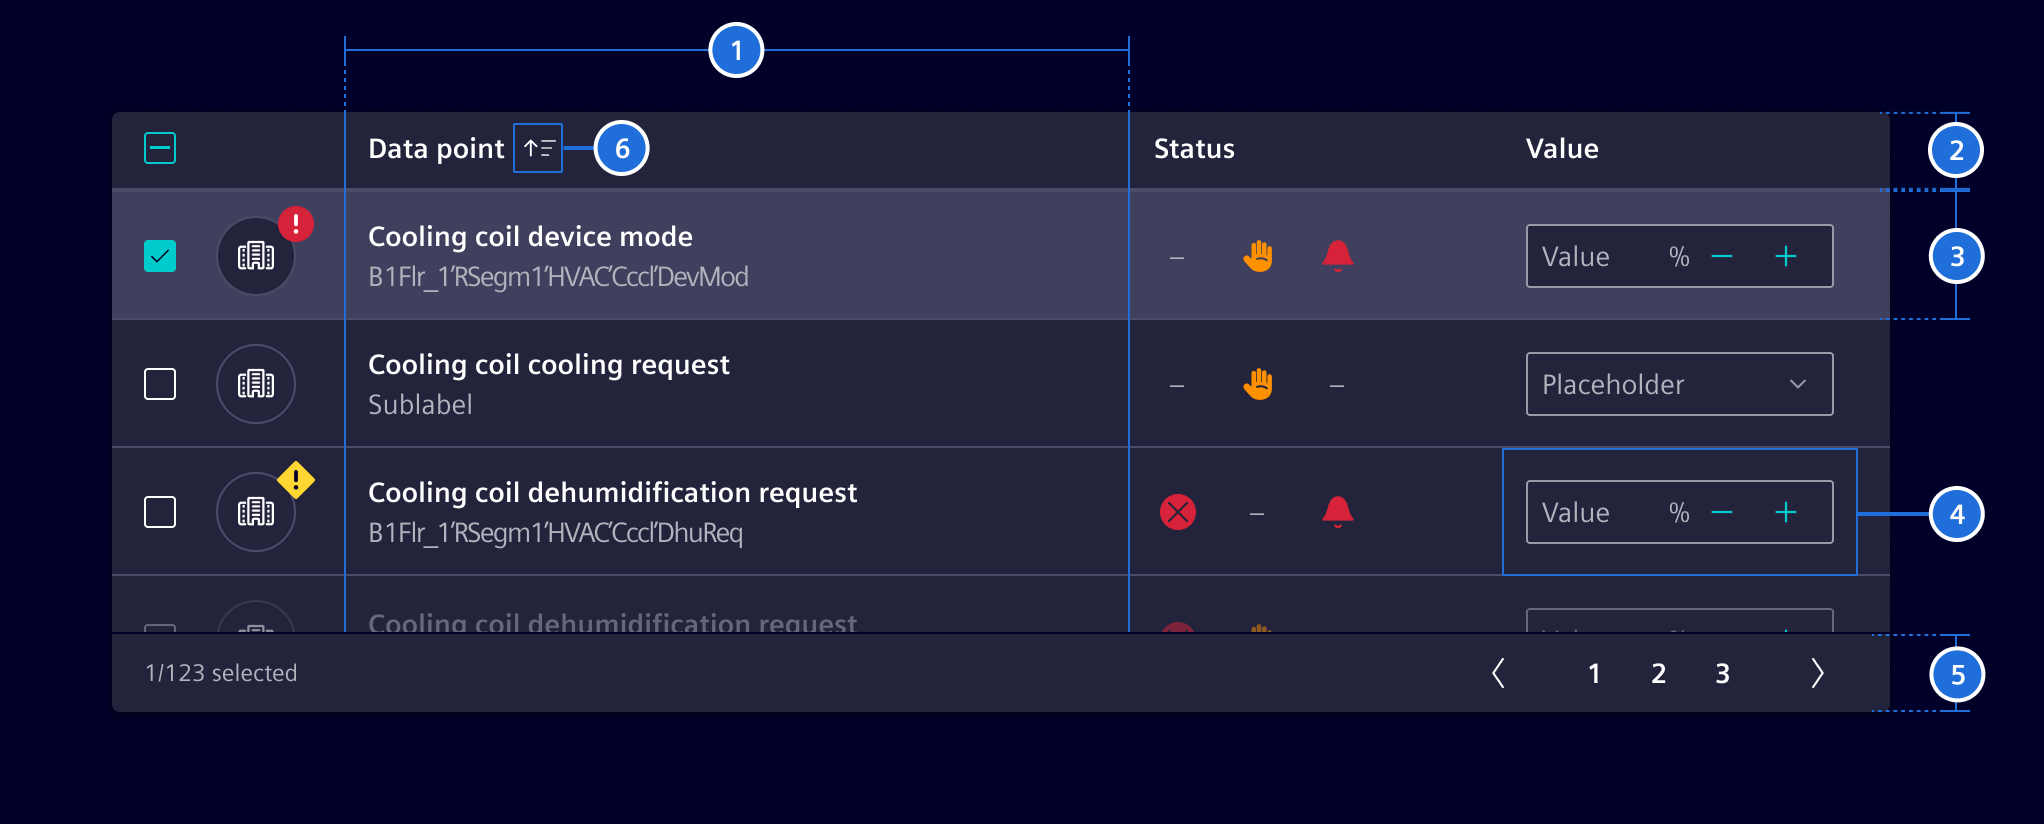 1
Data point 6 Status Value 2
Cooling coil device mode
B1Flr_1'RSegm1'HVAC'Cccl'DevMod
– Value % 3
Cooling coil cooling request
Sublabel
– – Placeholder
Cooling coil dehumidification request
B1Flr_1'RSegm1'HVAC'Cccl'DhuReq
– Value % 4
Cooling coil dehumidification request
1/123 selected 1 2 3 5